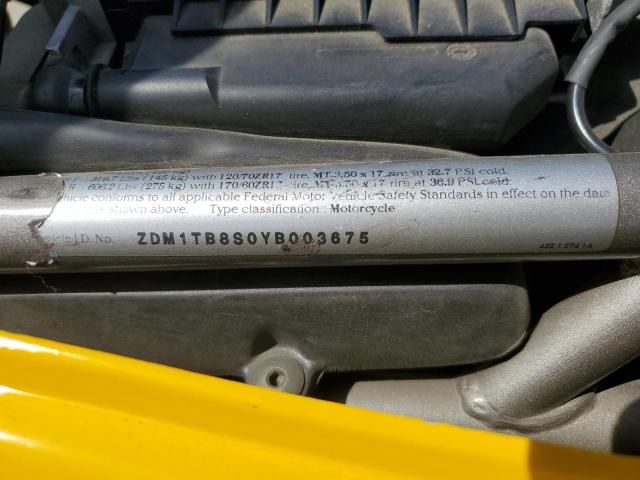 Lbs (145 kg) with 120/70ZR17 tire, MT 3.50 x 17 rim at 32.7 PSI cold.
R 606.2 Lbs (275 kg) with 170/60ZR17 tire, MT 5.50 x 17 rim at 36.9 PSI cold.
hicle conforms to all applicable Federal Motor Vehicle Safety Standards in effect on the date
shown above. Type classification: Motorcycle
I.D. No. ZDM1TB8S0YB003675
432 1 274 1A